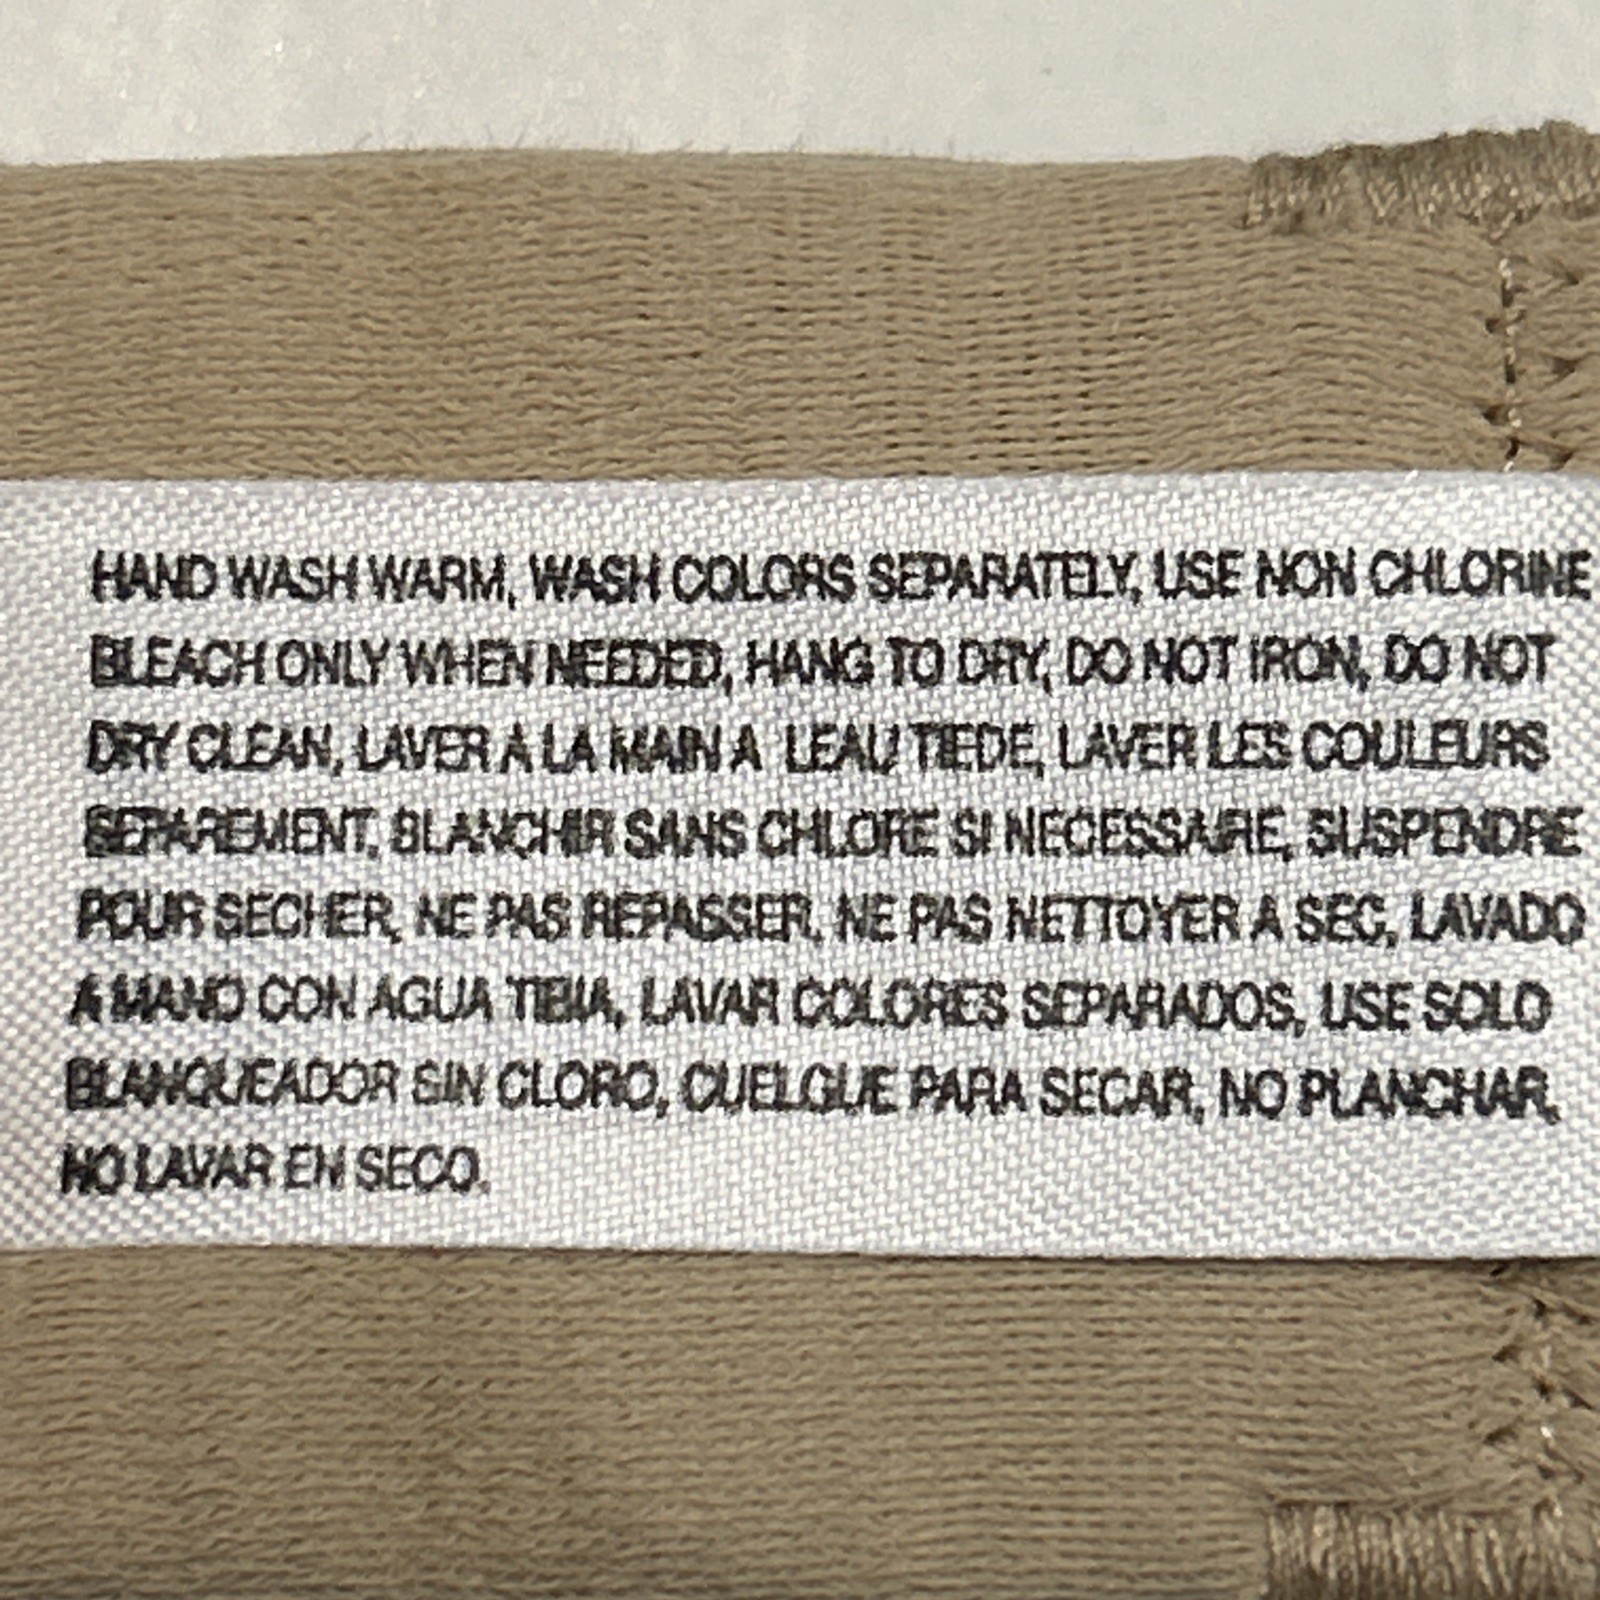 HAND WASH WARM, WASH COLORS SEPARATELY, USE NON CHLORINE
BLEACH ONLY WHEN NEEDED, HANG TO DRY, DO NOT IRON, DO NOT
DRY CLEAN, LAVER A LA MAIN A LEAU TIEDE, LAVER LES COULEURS
SEPAREMENT, BLANCHIR SANS CHLORE SI NECESSAIRE, SUSPENDRE
POUR SECHER, NE PAS REPASSER, NE PAS NETTOYER A SEC, LAVADO
A MANO CON AGUA TIBIA, LAVAR COLORES SEPARADOS, USE SOLO
BLANQUEADOR SIN CLORO, CUELGUE PARA SECAR, NO PLANCHAR,
NO LAVAR EN SECO.